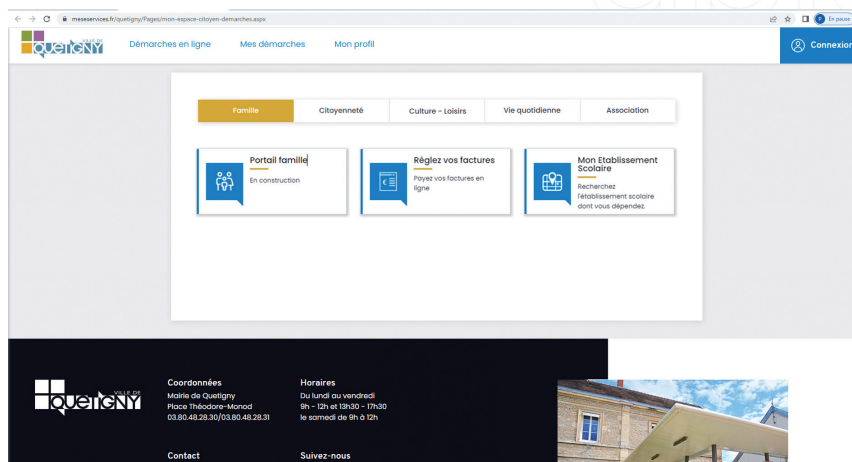 meseservices.fr/quetigny/Pages/mon-espace-citoyen-demarches.aspx
En pause
VILLE DE
QUETIGNY
Démarches en ligne
Mes démarches
Mon profil
Connexion
Famille
Citoyenneté
Culture - Loisirs
Vie quotidienne
Association
Portail famille
En construction
Réglez vos factures
Payez vos factures en
ligne
Mon Etablissement
Scolaire
Recherchez
l'établissement scolaire
dont vous dépendez.
VILLE DE
QUETIGNY
Coordonnées
Mairie de Quetigny
Place Théodore-Monod
03.80.48.28.30/03.80.48.28.31
Horaires
Du lundi au vendredi
9h - 12h et 13h30 - 17h30
le samedi de 9h à 12h
Contact
Suivez-nous